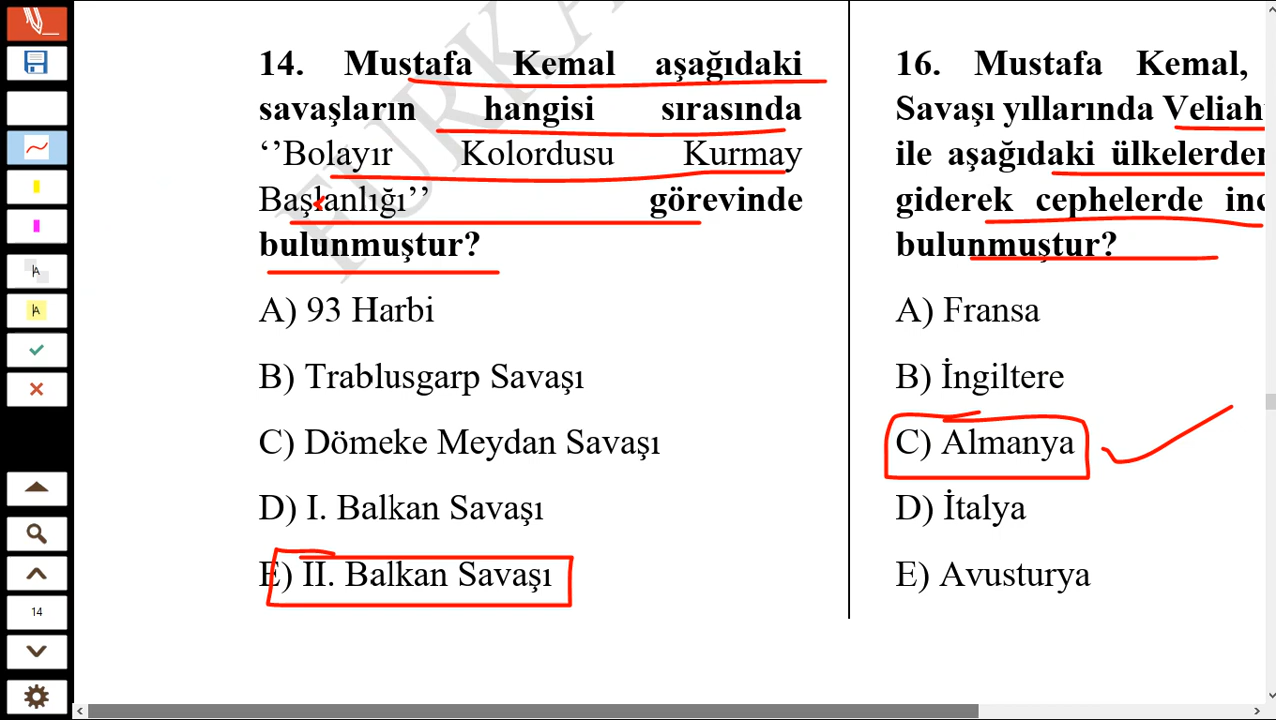 14. Mustafa Kemal aşağıdaki
savaşların hangisi sırasında
‘’Bolayır Kolordusu Kurmay
Başkanlığı’’ görevinde
bulunmuştur?
A) 93 Harbi
B) Trablusgarp Savaşı
C) Dömeke Meydan Savaşı
D) I. Balkan Savaşı
E) II. Balkan Savaşı
16. Mustafa Kemal,
Savaşı yıllarında
ile aşağıdaki
giderek cephelerde
bulunmuştur?
A) Fransa
B) İngiltere
C) Almanya
D) İtalya
E) Avusturya
14